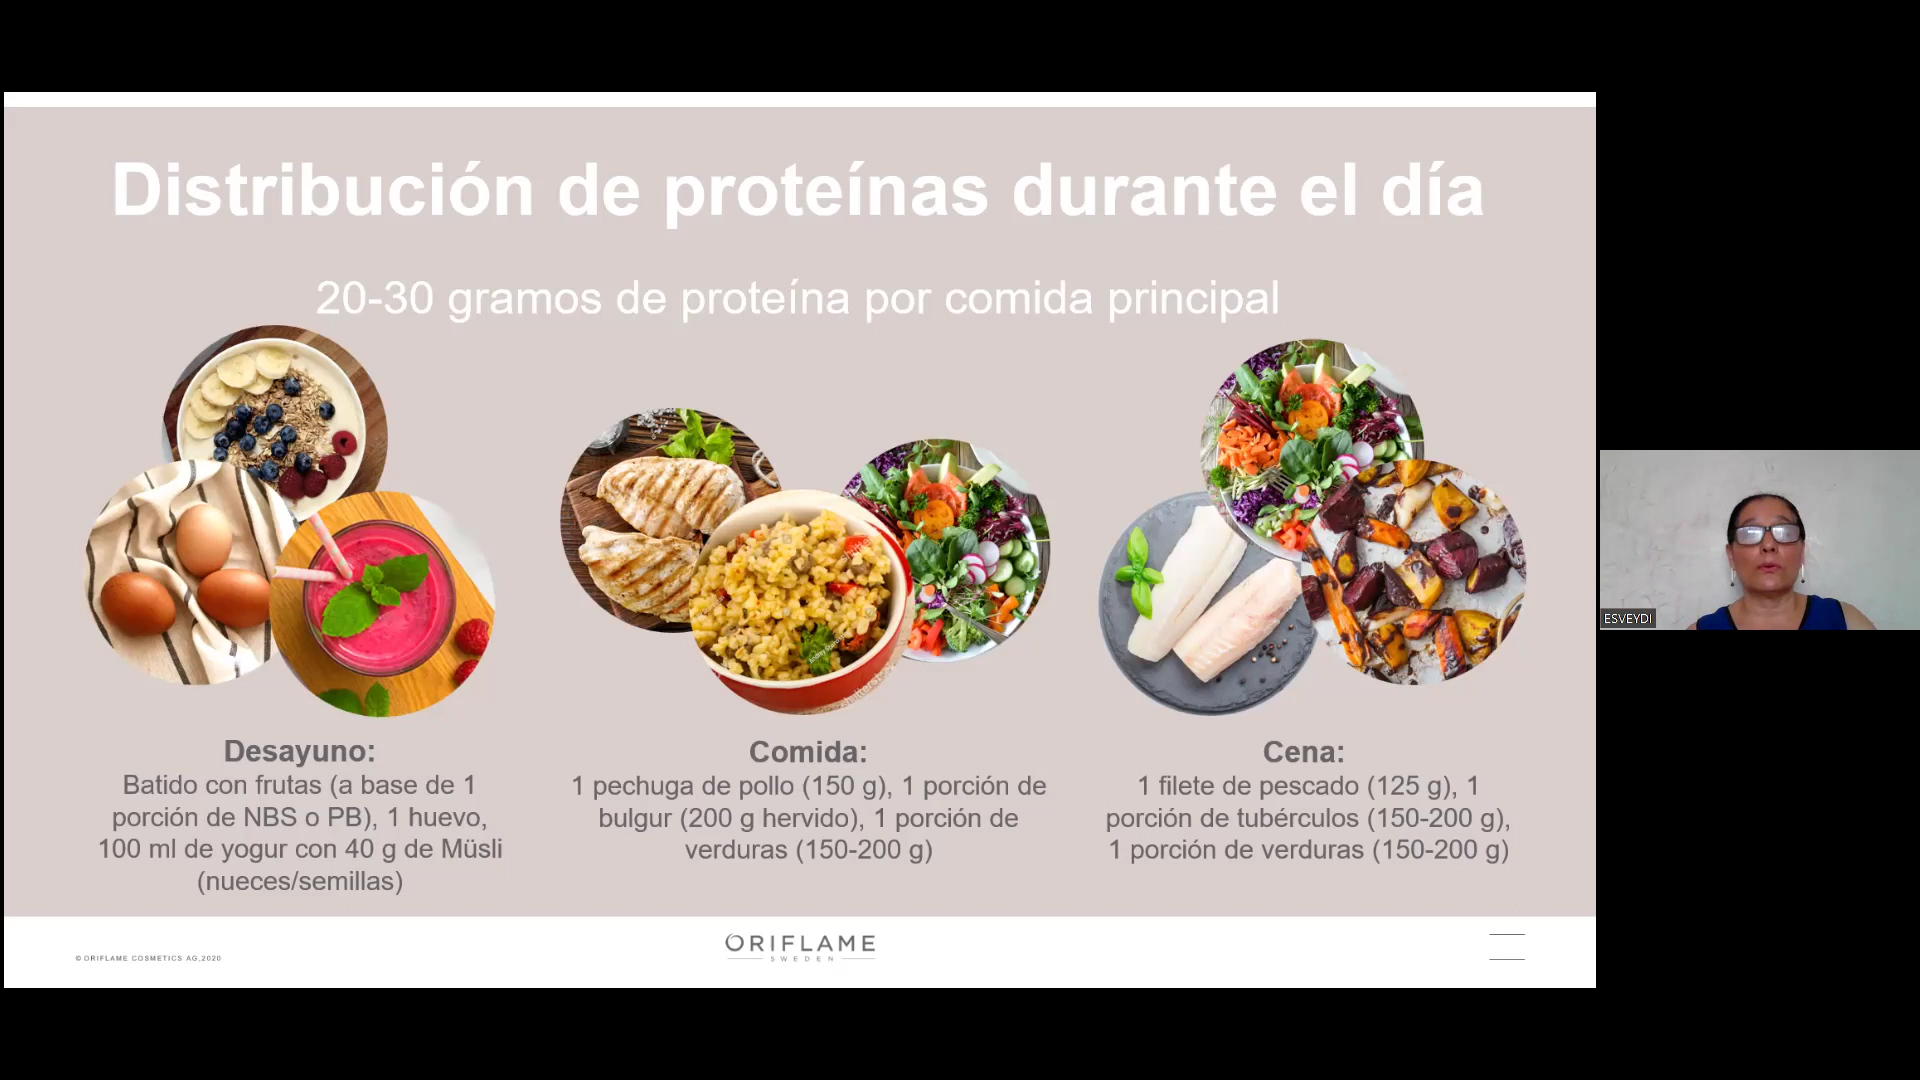 Distribución de proteínas durante el día
20-30 gramos de proteína por comida principal
Desayuno:
Batido con frutas (a base de 1
porción de NBS o PB), 1 huevo,
100 ml de yogur con 40 g de Müsli
(nueces/semillas)
Comida:
1 pechuga de pollo (150 g), 1 porción de
bulgur (200 g hervido), 1 porción de
verduras (150-200 g)
Cena:
1 filete de pescado (125 g), 1
porción de tubérculos (150-200 g),
1 porción de verduras (150-200 g)
ESVEYDI
© ORIFLAME COSMETICS AG,2020
ORIFLAME
SWEDEN